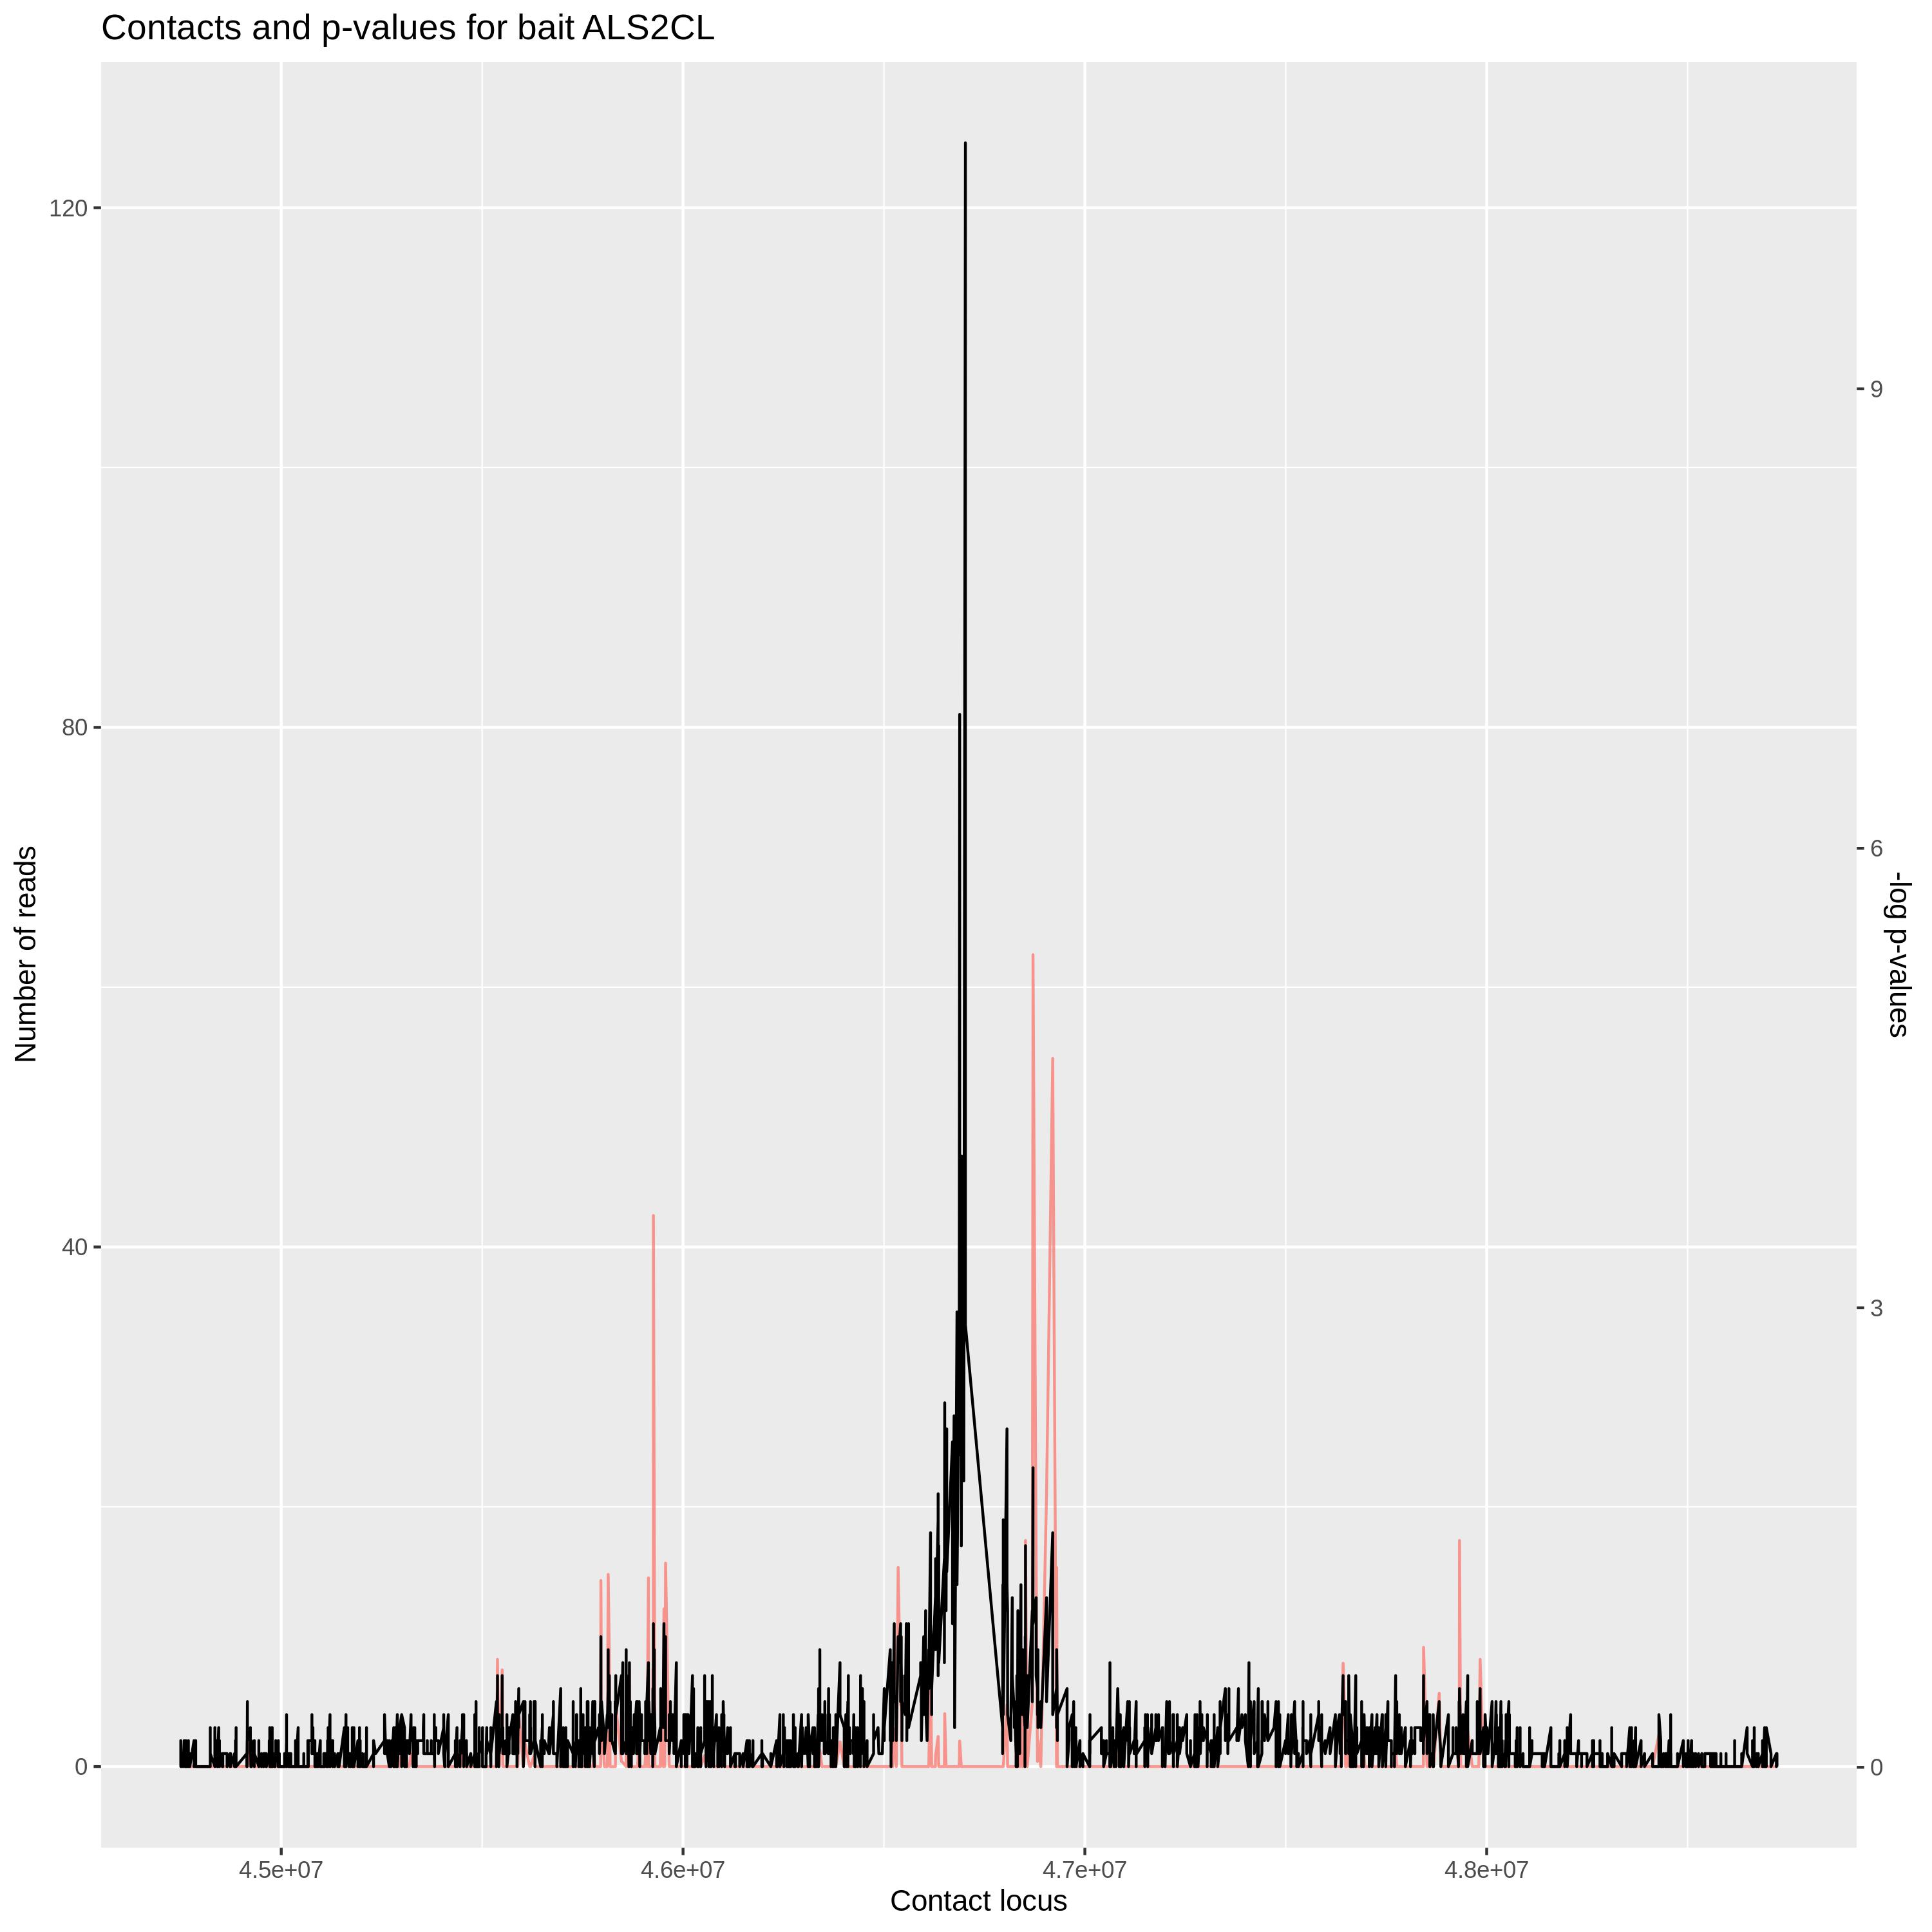 Contacts and p-values for bait ALS2CL
120
80
40
0
Number of reads
9
6
3
0
-log p-values
4.5e+07
4.6e+07
4.7e+07
4.8e+07
Contact locus